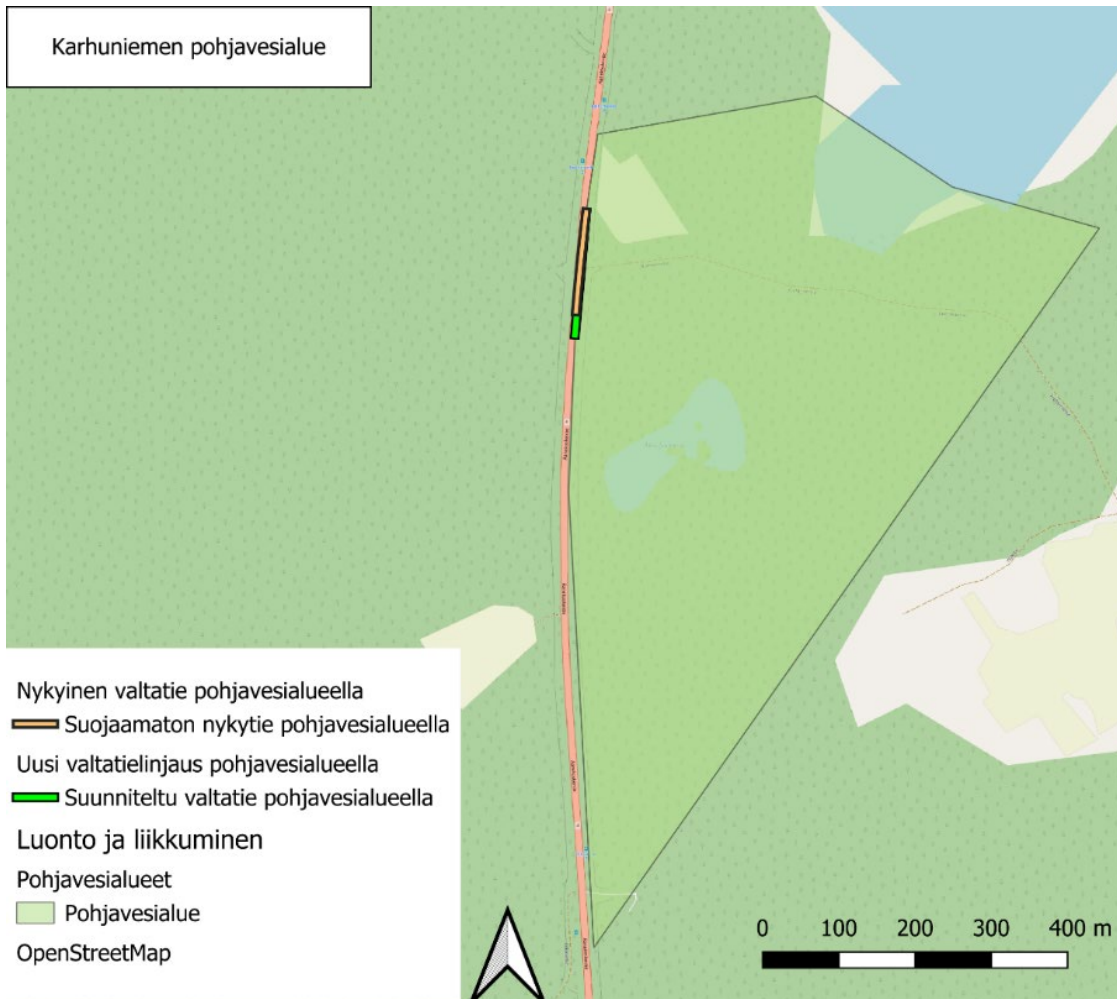 Karhuniemen pohjavesialue
Nykyinen valtatie pohjavesialueella
Suojaamaton nykytie pohjavesialueella
Uusi valtatielinjaus pohjavesialueella
Suunniteltu valtatie pohjavesialueella
Luonto ja liikkuminen
Pohjavesialueet
Pohjavesialue
OpenStreetMap
0 100 200 300 400 m